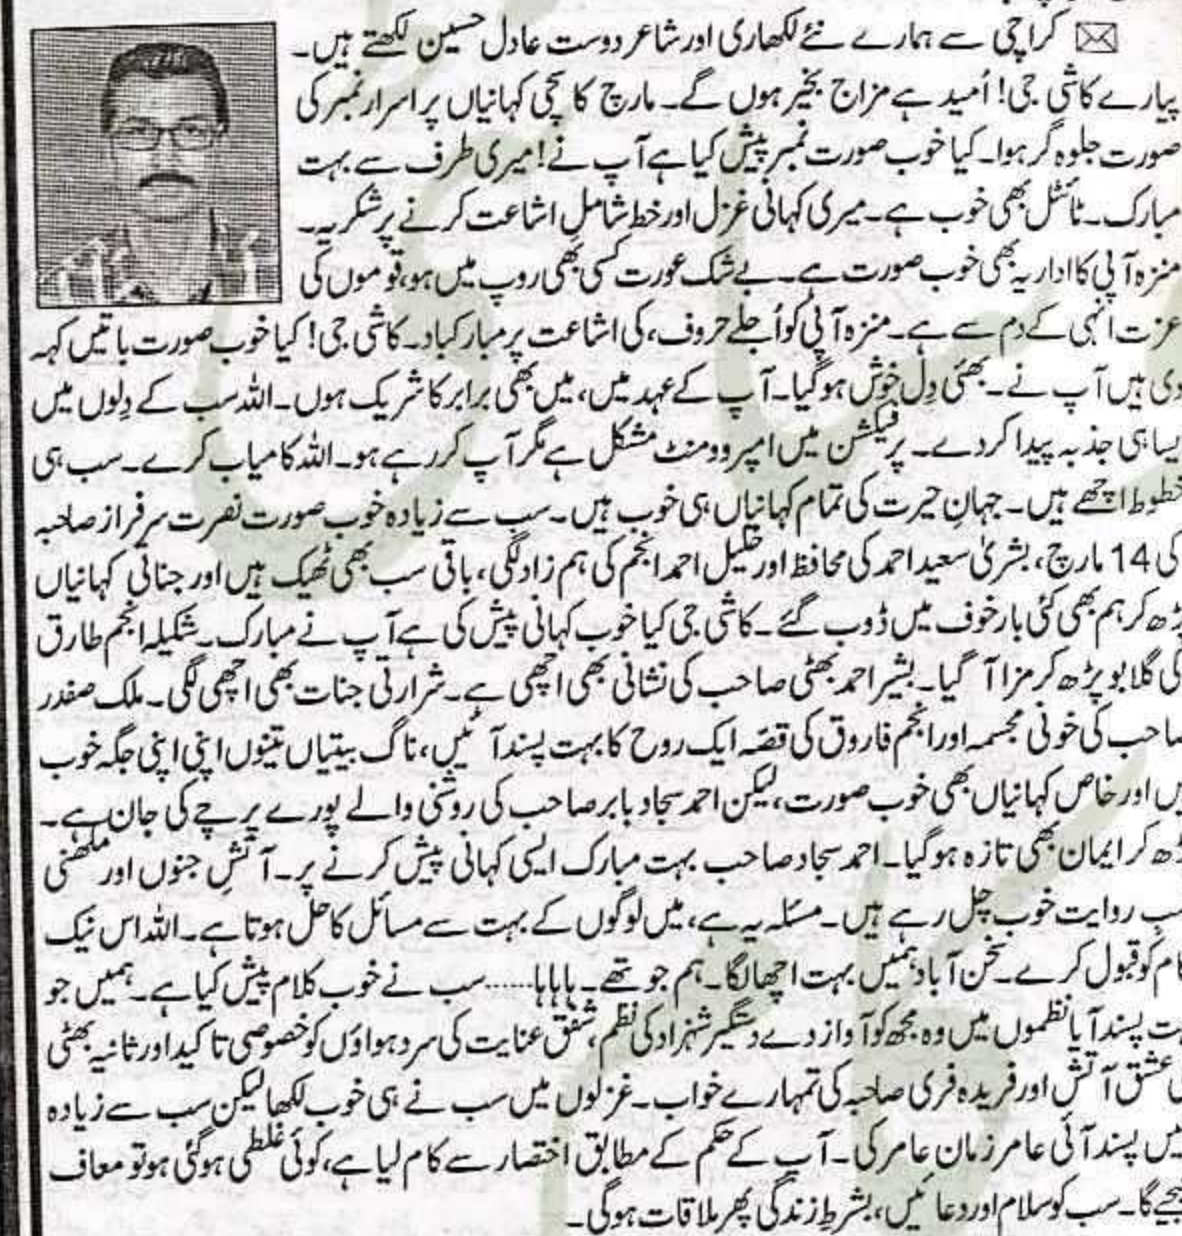 کراچی سے ہمارے نئے لکھاری اور شاعر دوست عادل حسین لکھتے ہیں۔
پیارے کاشی جی! اُمید ہے مزاج بخیر ہوں گے۔ مارچ کا سچی کہانیاں پراسرار نمبر کی
صورت جلوہ گر ہوا۔ کیا خوب صورت نمبر پیش کیا ہے آپ نے! میری طرف سے بہت
مبارک۔ ٹائٹل بھی خوب ہے۔ میری کہانی غزل اور خط شاملِ اشاعت کرنے پر شکریہ۔
منزہ آپی کا اداریہ بھی خوب صورت ہے۔ بے شک عورت کسی بھی روپ میں ہو، قوموں کی
عزت انہی کے دم سے ہے۔ منزہ آپی کو اُجلے حروف، کی اشاعت پر مبارکباد۔ کاشی جی! کیا خوب صورت باتیں کہہ
دی ہیں آپ نے۔ بھئی دِل خوش ہوگیا۔ آپ کے عہد میں، میں بھی برابر کا شریک ہوں۔ اللہ سب کے دِلوں میں
یسا ہی جذبہ پیدا کردے۔ پرفیکشن میں امپروومنٹ مشکل ہے مگر آپ کررہے ہو۔ اللہ کامیاب کرے۔ سب ہی
خطوط اچھے ہیں۔ جہانِ حیرت کی تمام کہانیاں ہی خوب ہیں۔ سب سے زیادہ خوب صورت نصرت سرفراز صاحبہ
کی 14 مارچ، بشریٰ سعید احمد کی محافظ اور خلیل احمد انجم کی ہم زاد لگی، باقی سب بھی ٹھیک ہیں اور جناتی کہانیاں
پڑھ کر ہم بھی کئی بار خوف میں ڈوب گئے۔ کاشی جی کیا خوب کہانی پیش کی ہے آپ نے مبارک۔ شکیلہ انجم طارق
کی گلابو پڑھ کر مزا آ گیا۔ بشیر احمد بھٹی صاحب کی نشانی بھی اچھی ہے۔ شرارتی جنات بھی اچھی لگی۔ ملک صفدر
صاحب کی خونی مجسمہ اور انجم فاروق کی قصّہ ایک روح کا بہت پسند آئیں، ناگ بیتیاں تینوں اپنی اپنی جگہ خوب
یں اور خاص کہانیاں بھی خوب صورت، لیکن احمد سجاد بابر صاحب کی روشنی والے پورے پرچے کی جان ہے۔
ڑھ کر ایمان بھی تازہ ہوگیا۔ احمد سجاد صاحب بہت مبارک ایسی کہانی پیش کرنے پر۔ آتشِ جنوں اور
سبِ روایت خوب چل رہے ہیں۔ مسئلہ یہ ہے، میں لوگوں کے بہت سے مسائل کا حل ہوتا ہے۔ اللہ اس نیک
کام کو قبول کرے۔ سخن آباد ہمیں بہت اچھا لگا۔ ہم جو تھے۔ ہاہاہا...... سب نے خوب کلام پیش کیا ہے۔ ہمیں جو
ہت پسند آیا نظموں میں وہ مجھ کو آواز دے دستگیر شہزاد کی نظم، شفق عنایت کی سرد ہواؤں کو خصوصی تاکید اور ثانیہ بھٹی
کی عشق آتش اور فریدہ فری صاحبہ کی تمہارے خواب۔ غزلوں میں سب نے ہی خوب لکھا لیکن سب سے زیادہ
میں پسند آئی عامر زمان عامر کی۔ آپ کے حکم کے مطابق اختصار سے کام لیا ہے، کوئی غلطی ہوگئی ہو تو معاف
یجیے گا۔ سب کو سلام اور دعائیں، بشرطِ زندگی پھر ملاقات ہوگی۔